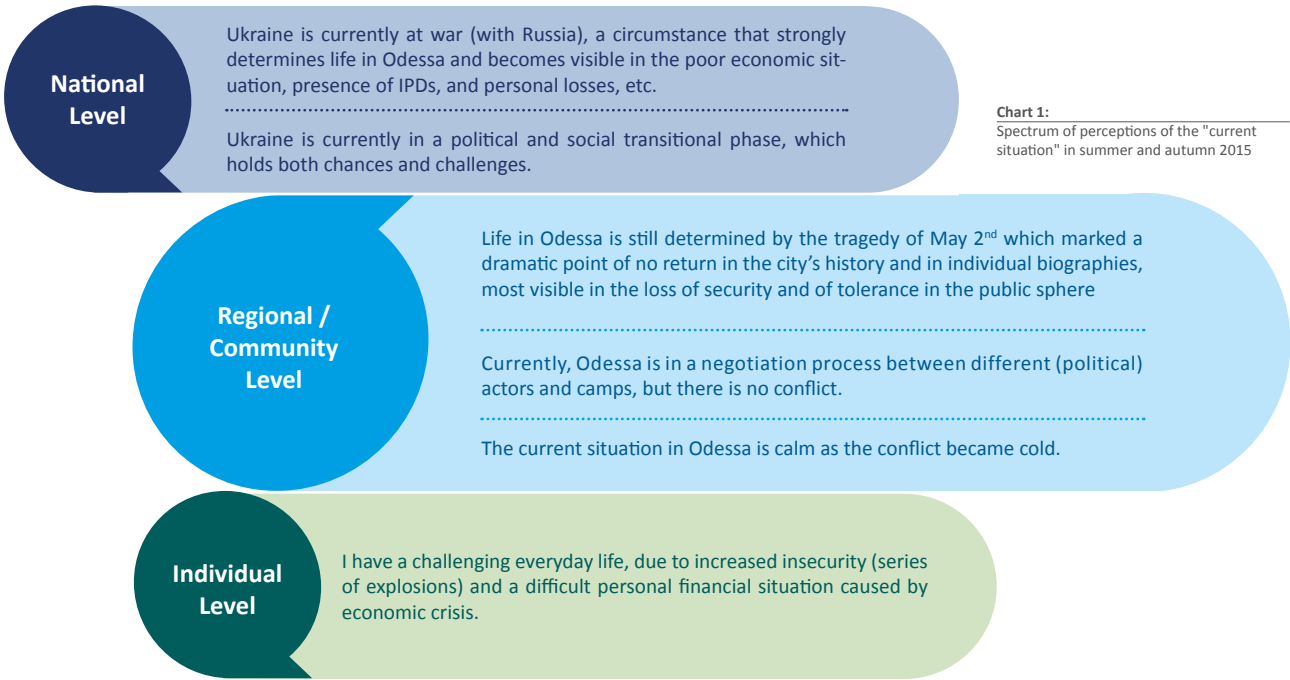 National
Level
Ukraine is currently at war (with Russia), a circumstance that strongly
determines life in Odessa and becomes visible in the poor economic sit-
uation, presence of IPDs, and personal losses, etc.
Ukraine is currently in a political and social transitional phase, which
holds both chances and challenges.
Chart 1:
Spectrum of perceptions of the "current
situation" in summer and autumn 2015
Regional /
Community
Level
Life in Odessa is still determined by the tragedy of May 2nd which marked a
dramatic point of no return in the city’s history and in individual biographies,
most visible in the loss of security and of tolerance in the public sphere
Currently, Odessa is in a negotiation process between different (political)
actors and camps, but there is no conflict.
The current situation in Odessa is calm as the conflict became cold.
Individual
Level
I have a challenging everyday life, due to increased insecurity (series
of explosions) and a difficult personal financial situation caused by
economic crisis.